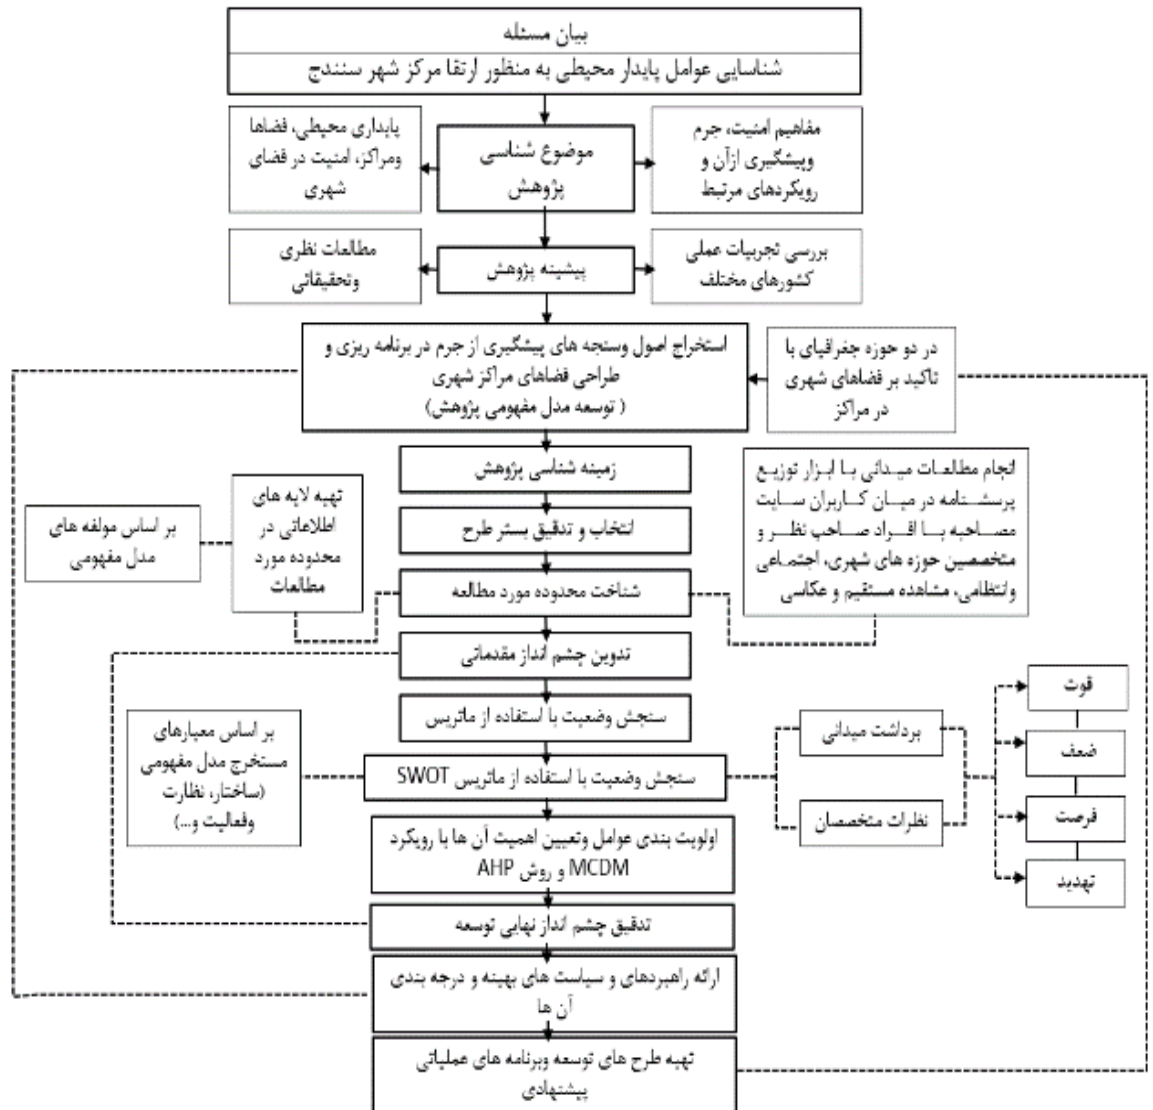 بیان مسئله
شناسایی عوامل پایدار محیطی به منظور ارتقا مرکز شهر سنندج
مفاهیم امنیت، جرم
وپیشگیری ازآن و
رویکردهای مرتبط
موضوع شناسی
پژوهش
پایداری محیطی، فضاها
ومراکز، امنیت در فضای
شهری
بررسی تجربیات عملی
کشورهای مختلف
پیشینه پژوهش
مطالعات نظری
وتحقیقاتی
در دو حوزه جغرافیای با
تاکید بر فضاهای شهری
در مراکز
استخراج اصول وسنجه های پیشگیری از جرم در برنامه ریزی و
طراحی فضاهای مراکز شهری
( توسعه مدل مفهومی پژوهش)
زمینه شناسی پژوهش
انجام مطالعات میدانی با ابزار توزیع
پرسشنامه در میان کاربران سایت
مصاحبه با افراد صاحب نظر و
متخصصین حوزه های شهری، اجتماعی
وانتظامی، مشاهده مستقیم و عکاسی
انتخاب و تدقیق بستر طرح
تهیه لایه های
اطلاعاتی در
محدوده مورد
مطالعات
بر اساس مولفه های
مدل مفهومی
شناخت محدوده مورد مطالعه
تدوین چشم انداز مقدماتی
سنجش وضعیت با استفاده از ماتریس
سنجش وضعیت با استفاده از ماتریس SWOT
بر اساس معیارهای
مستخرج مدل مفهومی
(ساختار، نظارت
وفعالیت و...)
برداشت میدانی
نظرات متخصصان
قوت
ضعف
فرصت
تهدید
اولویت بندی عوامل وتعیین اهمیت آن ها با رویکرد
MCDM و روش AHP
تدقیق چشم انداز نهایی توسعه
ارائه راهبردهای و سیاست های بهینه و درجه بندی
آن ها
تهیه طرح های توسعه وبرنامه های عملیاتی
پیشنهادی